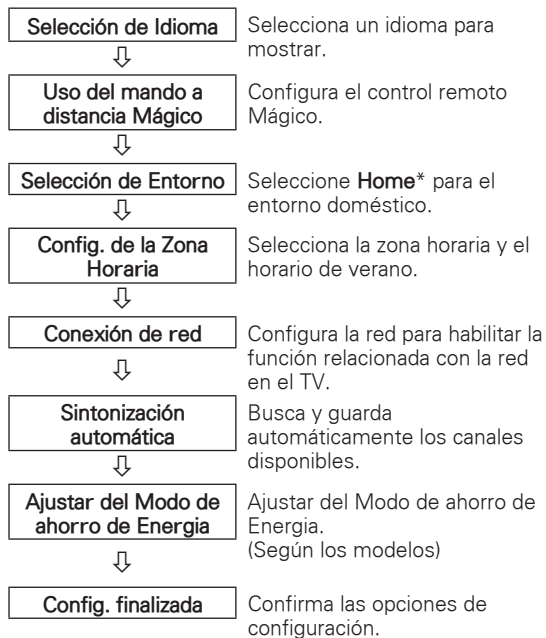 Selección de Idioma
Selecciona un idioma para
mostrar.
Uso del mando a
distancia Mágico
Configura el control remoto
Mágico.
Selección de Entorno
Seleccione Home* para el
entorno doméstico.
Config. de la Zona
Horaria
Selecciona la zona horaria y el
horario de verano.
Conexión de red
Configura la red para habilitar la
función relacionada con la red
en el TV.
Sintonización
automática
Busca y guarda
automáticamente los canales
disponibles.
Ajustar del Modo de
ahorro de Energia
Ajustar del Modo de ahorro de
Energia.
(Según los modelos)
Config. finalizada
Confirma las opciones de
configuración.